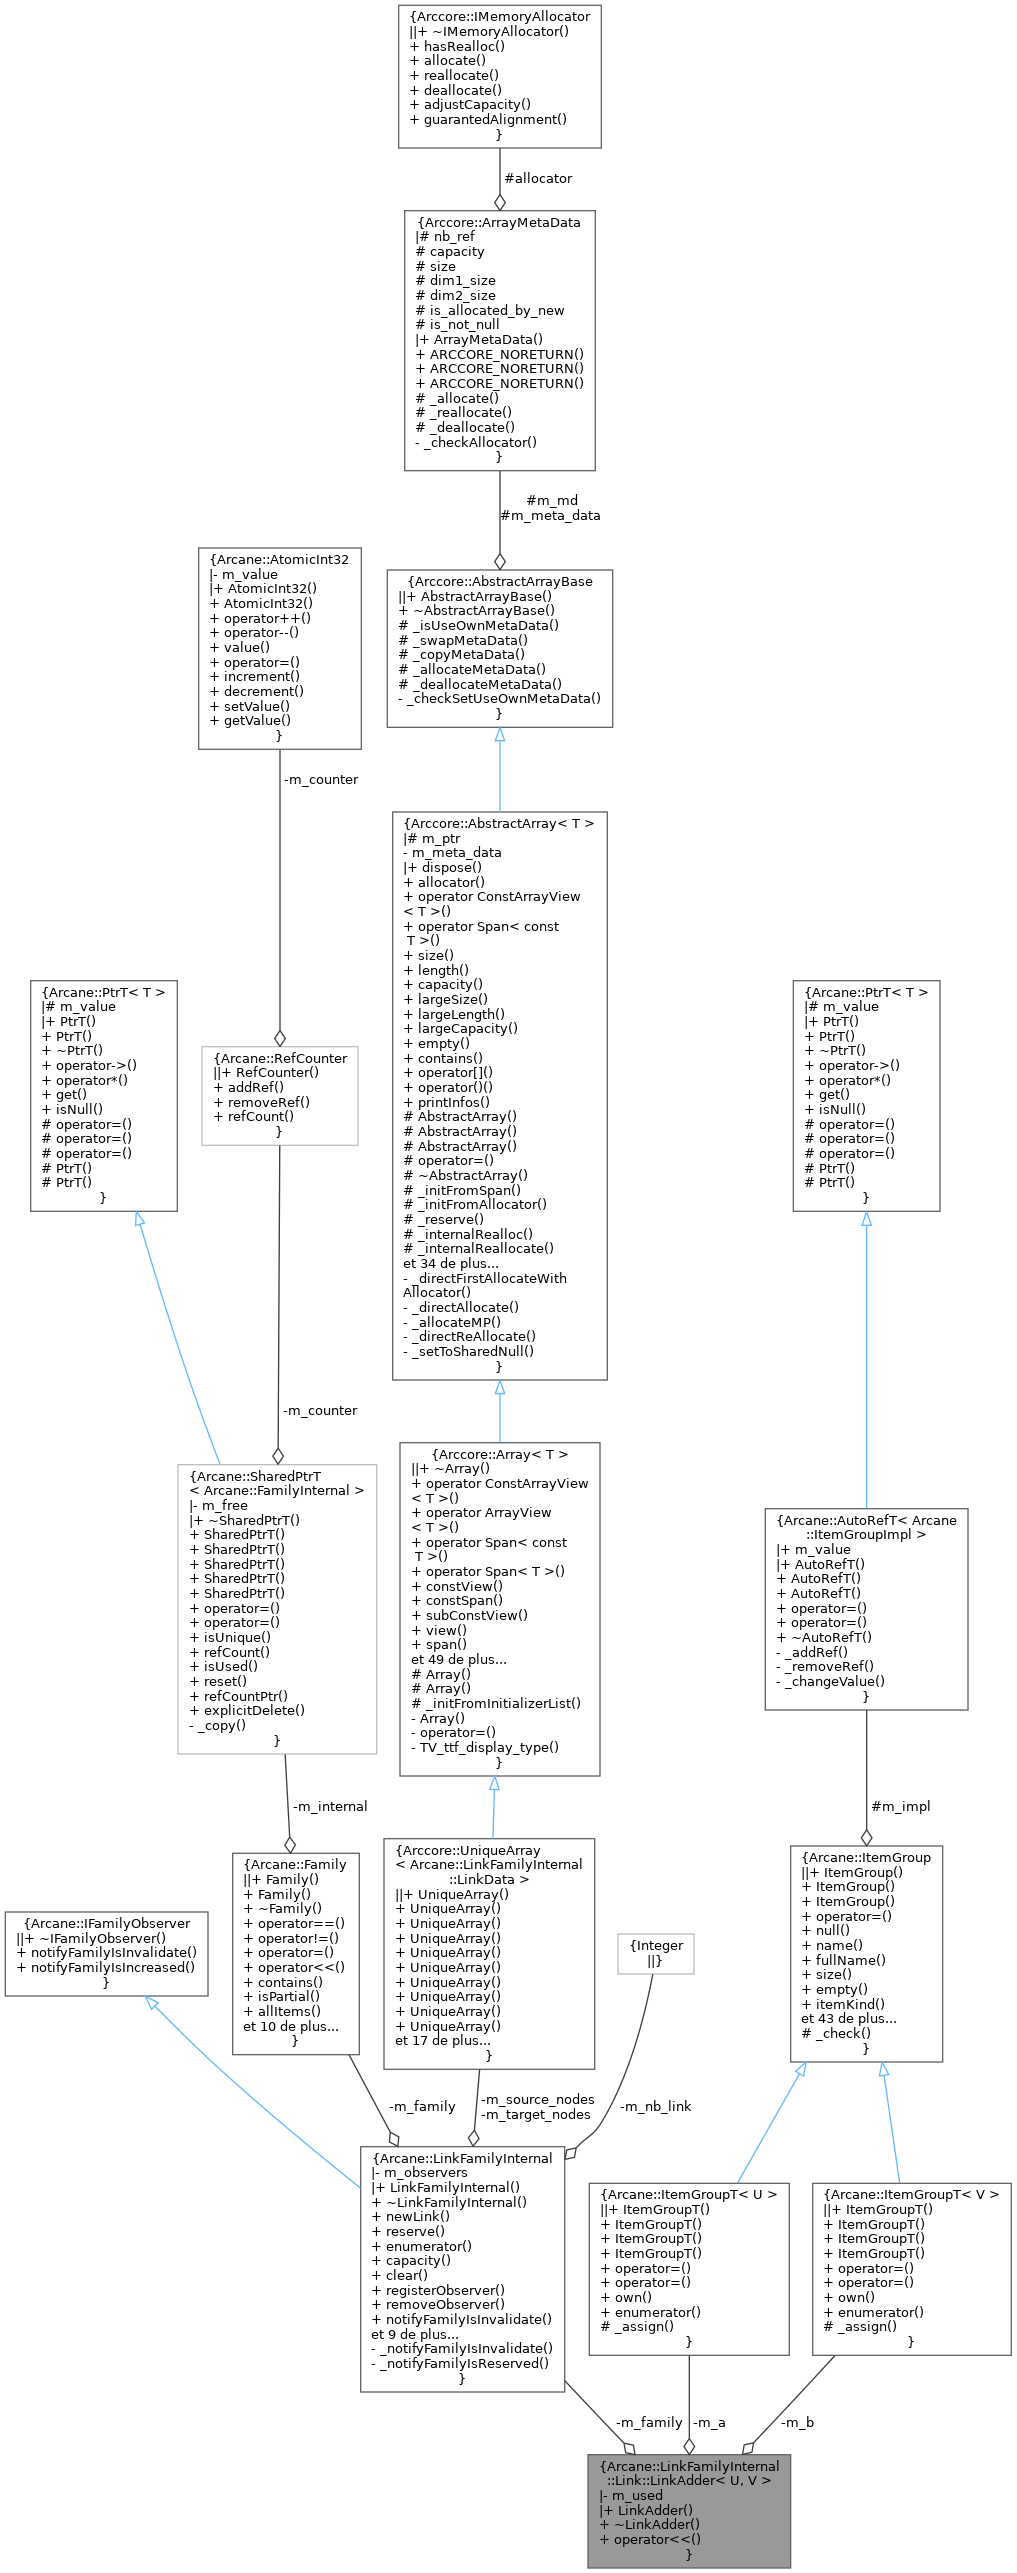 {Arccore::IMemoryAllocator
||+ ~IMemoryAllocator()
+ hasRealloc()
+ allocate()
+ reallocate()
+ deallocate()
+ adjustCapacity()
+ guarantedAlignment()
}
#allocator
{Arccore::ArrayMetaData
|# nb_ref
# capacity
# size
# dim1_size
# dim2_size
# is_allocated_by_new
# is_not_null
|+ ArrayMetaData()
+ ARCCORE_NORETURN()
+ ARCCORE_NORETURN()
+ ARCCORE_NORETURN()
# _allocate()
# _reallocate()
# _deallocate()
- _checkAllocator()
}
#m_md
#m_meta_data
{Arcane::AtomicInt32
|- m_value
|+ AtomicInt32()
+ AtomicInt32()
+ operator++()
+ operator--()
+ value()
+ operator=()
+ increment()
+ decrement()
+ setValue()
+ getValue()
}
-m_counter
{Arccore::AbstractArrayBase
||+ AbstractArrayBase()
+ ~AbstractArrayBase()
# _isUseOwnMetaData()
# _swapMetaData()
# _copyMetaData()
# _allocateMetaData()
# _deallocateMetaData()
- _checkSetUseOwnMetaData()
}
{Arccore::AbstractArray< T >
|# m_ptr
- m_meta_data
|+ dispose()
+ allocator()
+ operator ConstArrayView
< T >()
+ operator Span< const
T >()
+ size()
+ length()
+ capacity()
+ largeSize()
+ largeLength()
+ largeCapacity()
+ empty()
+ contains()
+ operator[]()
+ operator()()
+ printInfos()
# AbstractArray()
# AbstractArray()
# AbstractArray()
# operator=()
# ~AbstractArray()
# _initFromSpan()
# _initFromAllocator()
# _reserve()
# _internalRealloc()
# _internalReallocate()
et 34 de plus...
- _directFirstAllocateWith
Allocator()
- _directAllocate()
- _allocateMP()
- _directReAllocate()
- _setToSharedNull()
}
{Arcane::PtrT< T >
|# m_value
|+ PtrT()
+ PtrT()
+ ~PtrT()
+ operator->()
+ operator*()
+ get()
+ isNull()
# operator=()
# operator=()
# operator=()
# PtrT()
# PtrT()
}
{Arcane::RefCounter
||+ RefCounter()
+ addRef()
+ removeRef()
+ refCount()
}
-m_counter
{Arcane::PtrT< T >
|# m_value
|+ PtrT()
+ PtrT()
+ ~PtrT()
+ operator->()
+ operator*()
+ get()
+ isNull()
# operator=()
# operator=()
# operator=()
# PtrT()
# PtrT()
}
{Arcane::SharedPtrT
< Arcane::FamilyInternal >
|- m_free
|+ ~SharedPtrT()
+ SharedPtrT()
+ SharedPtrT()
+ SharedPtrT()
+ SharedPtrT()
+ SharedPtrT()
+ operator=()
+ operator=()
+ isUnique()
+ refCount()
+ isUsed()
+ reset()
+ refCountPtr()
+ explicitDelete()
- _copy()
}
-m_internal
{Arccore::Array< T >
||+ ~Array()
+ operator ConstArrayView
< T >()
+ operator ArrayView
< T >()
+ operator Span< const
T >()
+ operator Span< T >()
+ constView()
+ constSpan()
+ subConstView()
+ view()
+ span()
et 49 de plus...
# Array()
# Array()
# _initFromInitializerList()
- Array()
- operator=()
- TV_ttf_display_type()
}
{Arcane::AutoRefT< Arcane
::ItemGroupImpl >
|+ m_value
|+ AutoRefT()
+ AutoRefT()
+ AutoRefT()
+ operator=()
+ operator=()
+ ~AutoRefT()
- _addRef()
- _removeRef()
- _changeValue()
}
#m_impl
{Arcane::IFamilyObserver
||+ ~IFamilyObserver()
+ notifyFamilyIsInvalidate()
+ notifyFamilyIsIncreased()
}
{Arcane::Family
||+ Family()
+ Family()
+ ~Family()
+ operator==()
+ operator!=()
+ operator=()
+ operator<<()
+ contains()
+ isPartial()
+ allItems()
et 10 de plus...
}
-m_family
{Arccore::UniqueArray
< Arcane::LinkFamilyInternal
::LinkData >
||+ UniqueArray()
+ UniqueArray()
+ UniqueArray()
+ UniqueArray()
+ UniqueArray()
+ UniqueArray()
+ UniqueArray()
+ UniqueArray()
+ UniqueArray()
+ UniqueArray()
et 17 de plus...
}
-m_source_nodes
-m_target_nodes
{Integer
||}
-m_nb_link
{Arcane::ItemGroup
||+ ItemGroup()
+ ItemGroup()
+ ItemGroup()
+ operator=()
+ null()
+ name()
+ fullName()
+ size()
+ empty()
+ itemKind()
et 43 de plus...
# _check()
}
{Arcane::LinkFamilyInternal
|- m_observers
|+ LinkFamilyInternal()
+ ~LinkFamilyInternal()
+ newLink()
+ reserve()
+ enumerator()
+ capacity()
+ clear()
+ registerObserver()
+ removeObserver()
+ notifyFamilyIsInvalidate()
et 9 de plus...
- _notifyFamilyIsInvalidate()
- _notifyFamilyIsReserved()
}
-m_family
{Arcane::ItemGroupT< U >
||+ ItemGroupT()
+ ItemGroupT()
+ ItemGroupT()
+ ItemGroupT()
+ operator=()
+ operator=()
+ own()
+ enumerator()
# _assign()
}
-m_a
{Arcane::ItemGroupT< V >
||+ ItemGroupT()
+ ItemGroupT()
+ ItemGroupT()
+ ItemGroupT()
+ operator=()
+ operator=()
+ own()
+ enumerator()
# _assign()
}
-m_b
{Arcane::LinkFamilyInternal
::Link::LinkAdder< U, V >
|- m_used
|+ LinkAdder()
+ ~LinkAdder()
+ operator<<()
}